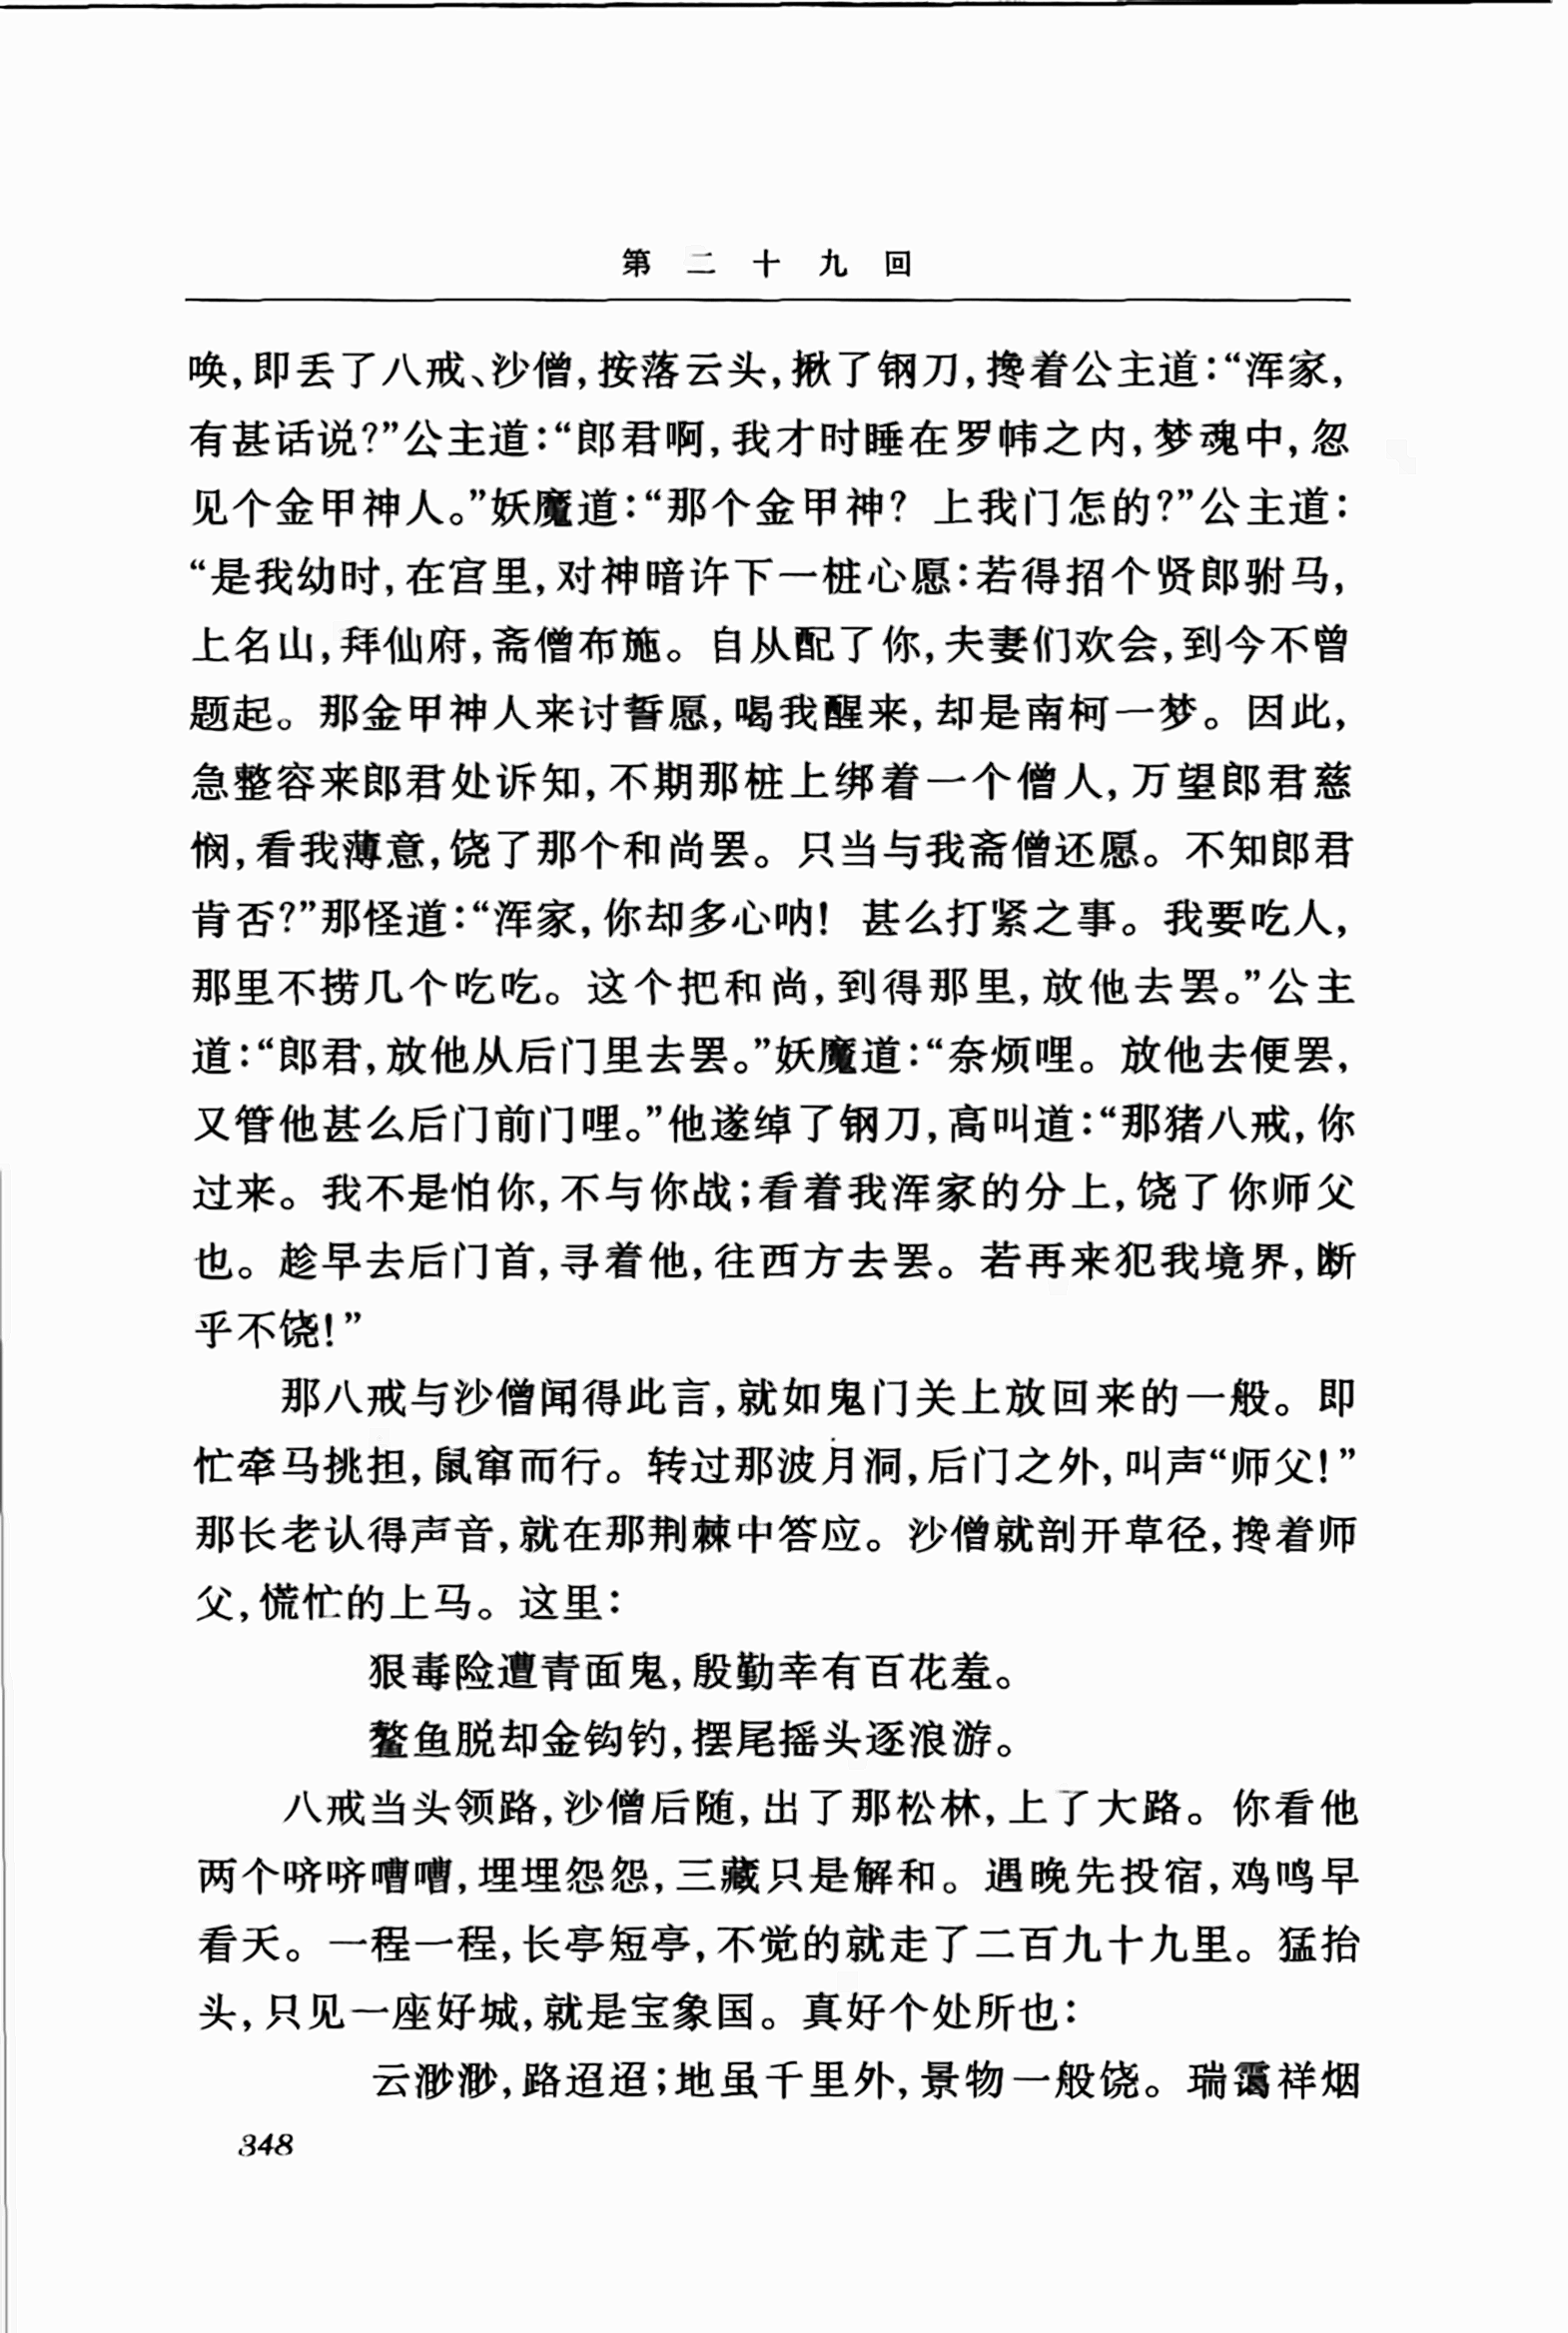 第二十九回
唤,即丢了八戒、沙僧,按落云头,揪了钢刀,搀着公主道:“浑家,
有甚话说?”公主道:“郎君啊,我才时睡在罗帏之内,梦魂中,忽
见个金甲神人。”妖魔道:“那个金甲神? 上我门怎的?”公主道:
“是我幼时,在宫里,对神暗许下一桩心愿:若得招个贤郎驸马,
上名山,拜仙府,斋僧布施。自从配了你,夫妻们欢会,到今不曾
题起。那金甲神人来讨誓愿,喝我醒来,却是南柯一梦。因此,
急整容来郎君处诉知,不期那桩上绑着一个僧人,万望郎君慈
悯,看我薄意,饶了那个和尚罢。只当与我斋僧还愿。不知郎君
肯否?”那怪道:“浑家,你却多心呐! 甚么打紧之事。我要吃人,
那里不捞几个吃吃。这个把和尚,到得那里,放他去罢。”公主
道:“郎君,放他从后门里去罢。”妖魔道:“奈烦哩。放他去便罢,
又管他甚么后门前门哩。”他遂绰了钢刀,高叫道:“那猪八戒,你
过来。我不是怕你,不与你战;看着我浑家的分上,饶了你师父
也。趁早去后门首,寻着他,往西方去罢。若再来犯我境界,断
乎不饶!”
那八戒与沙僧闻得此言,就如鬼门关上放回来的一般。即
忙牵马挑担,鼠窜而行。转过那波月洞,后门之外,叫声“师父!”
那长老认得声音,就在那荆棘中答应。沙僧就剖开草径,搀着师
父,慌忙的上马。这里:
狠毒险遭青面鬼,殷勤幸有百花羞。
鳌鱼脱却金钩钓,摆尾摇头逐浪游。
八戒当头领路,沙僧后随,出了那松林,上了大路。你看他
两个哜哜嘈嘈,埋埋怨怨,三藏只是解和。遇晚先投宿,鸡鸣早
看天。一程一程,长亭短亭,不觉的就走了二百九十九里。猛抬
头,只见一座好城,就是宝象国。真好个处所也:
云渺渺,路迢迢;地虽千里外,景物一般饶。瑞霭祥烟
348